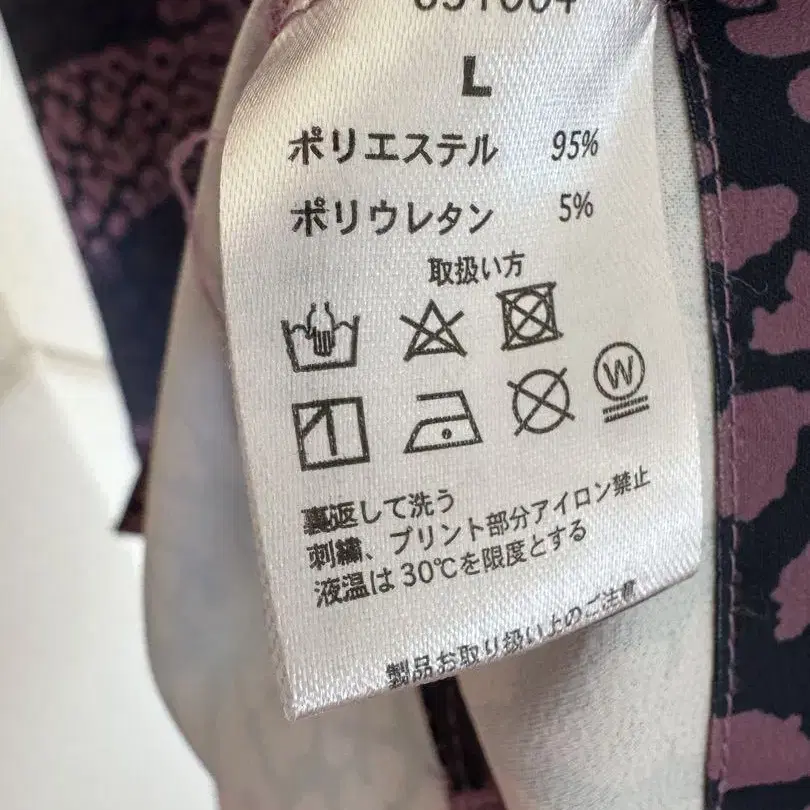 L
ポリエステル 95%
ポリウレタン 5%
取扱い方
W
裏返して洗う
刺繍、プリント部分アイロン禁止
液温は30℃を限度とする
製品お取り扱い上のご注意